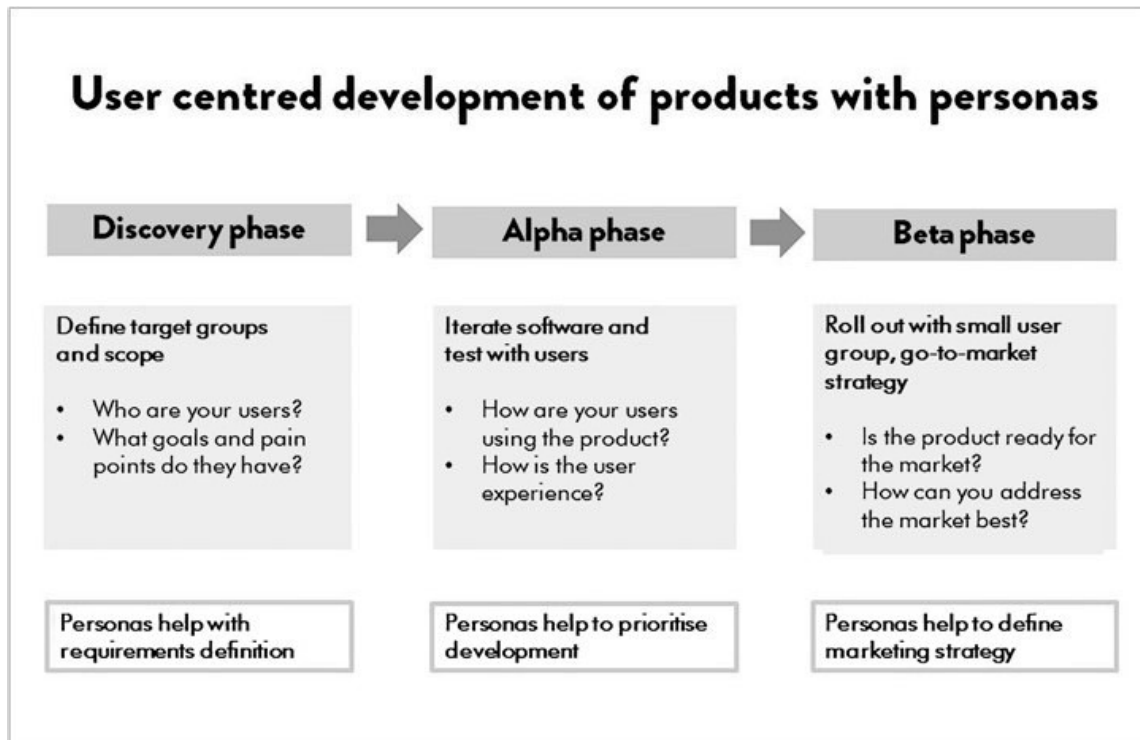 User centred development of products with personas
Discovery phase
Alpha phase
Beta phase
Define target groups
and scope
• Who are your users?
• What goals and pain
points do they have?
Iterate software and
test with users
• How are your users
using the product?
• How is the user
experience?
Roll out with small user
group, go-to-market
strategy
• Is the product ready for
the market?
• How can you address
the market best?
Personas help with
requirements definition
Personas help to prioritise
development
Personas help to define
marketing strategy